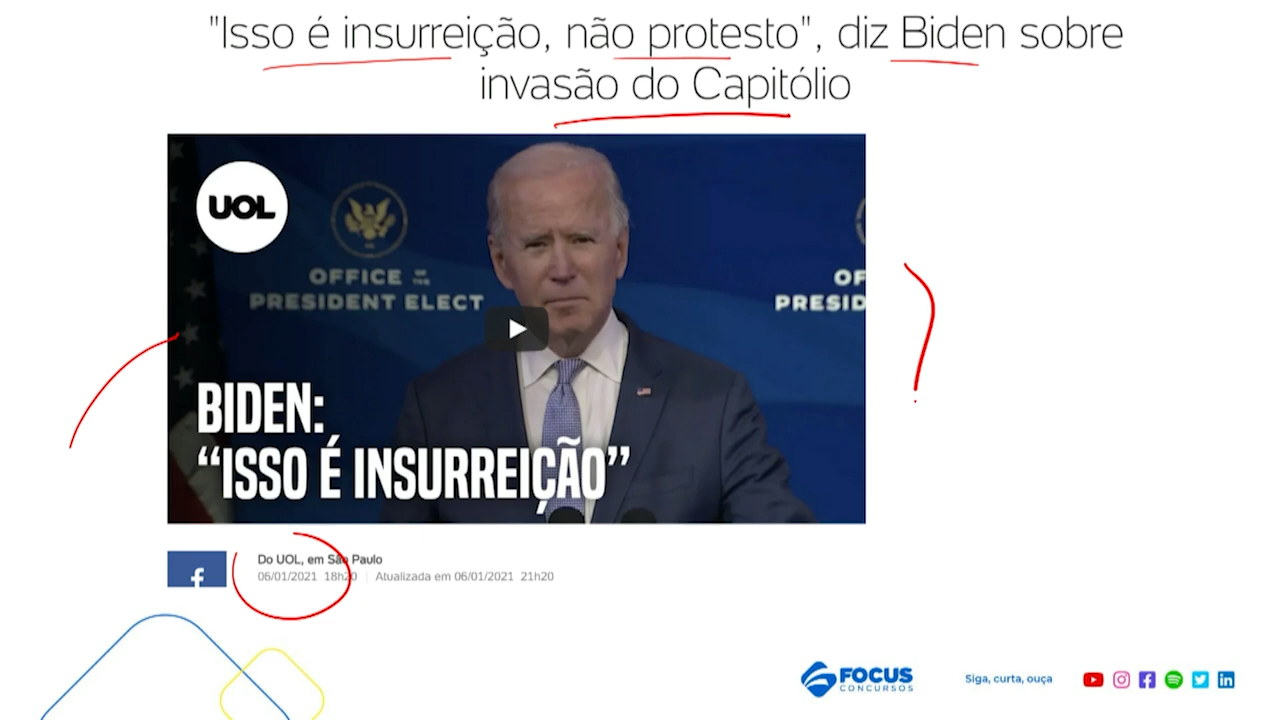 "Isso é insurreição, não protesto", diz Biden sobre
invasão do Capitólio
UOL
OFFICE OF THE
PRESIDENT ELECT
OF
PRESID
BIDEN:
“ISSO É INSURREIÇÃO”
Do UOL, em São Paulo
06/01/2021 18h20 | Atualizada em 06/01/2021 21h20
FOCUS
CONCURSOS
Siga, curta, ouça